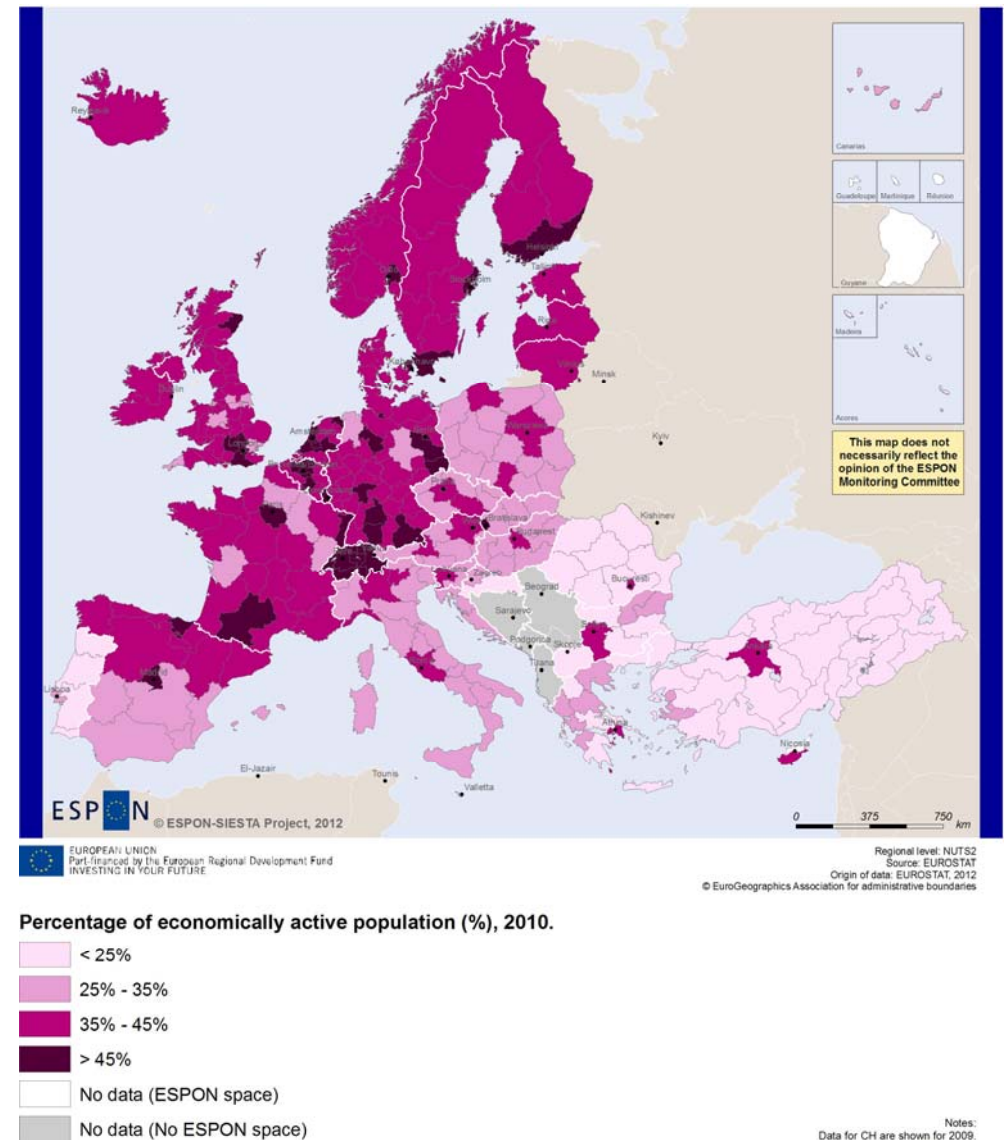 Reykjavik
Canarias
Guadeloupe Martinique Réunion
Guyane
Madeira
Acores
This map does not
necessarily reflect the
opinion of the ESPON
Monitoring Committee
Helsinki
Tallinn
Stockholm
Riga
Vilnius
Minsk
Dublin
London
Amsterdam
Warszawa
Kyiv
Kishinev
Bratislava
Budapest
Zagreb
Beograd
Bucuresti
Sarajevo
Podgorica
Skopje
Tirana
Madrid
Lisboa
Athina
Nicosia
El-Jazair
Tounis
Valletta
ESPON © ESPON-SIESTA Project, 2012
0 375 750
km
EUROPEAN UNION
Part-financed by the European Regional Development Fund
INVESTING IN YOUR FUTURE
Regional level: NUTS2
Source: EUROSTAT
Origin of data: EUROSTAT, 2012
© EuroGeographics Association for administrative boundaries
Percentage of economically active population (%), 2010.
< 25%
25% - 35%
35% - 45%
> 45%
No data (ESPON space)
No data (No ESPON space)
Notes:
Data for CH are shown for 2009.